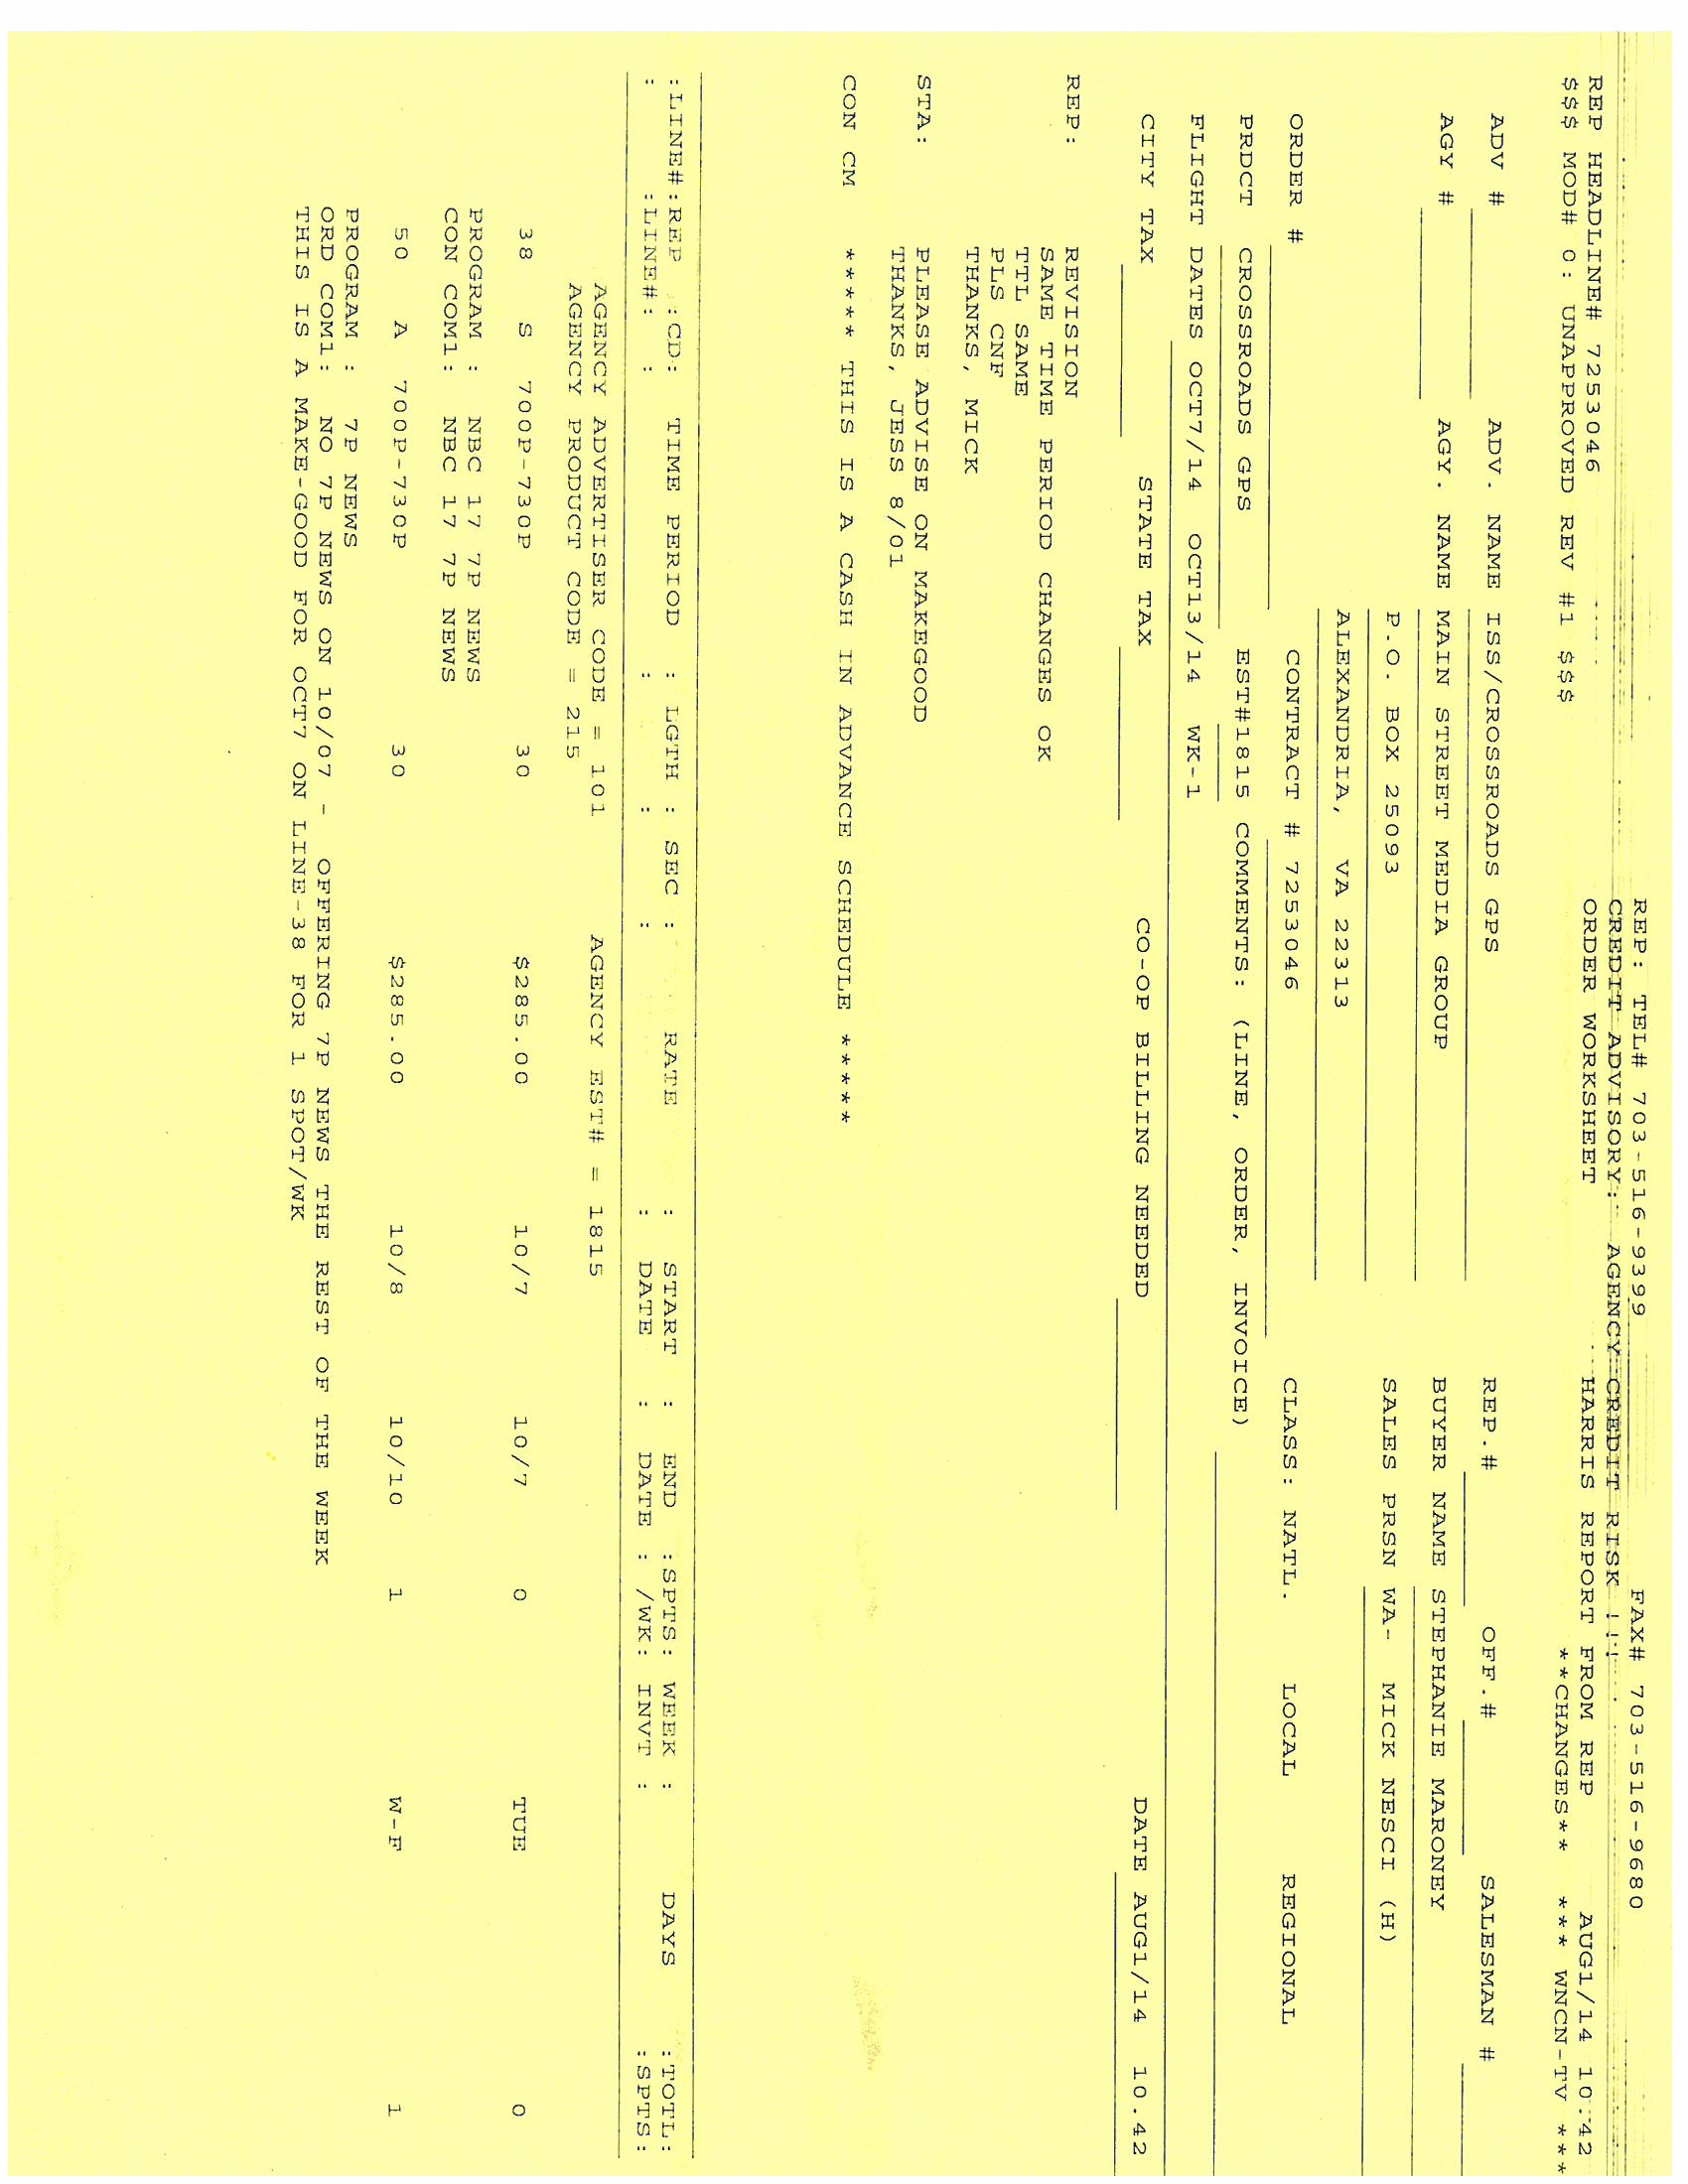 REP: TEL# 703-516-9399 FAX# 703-516-9680
CREDIT ADVISORY: AGENCY CREDIT RISK !!!
REP HEADLINE# 7253046 ORDER WORKSHEET HARRIS REPORT FROM REP AUG1/14 10:42
$$$ MOD# 0: UNAPPROVED REV #1 $$$ **CHANGES** *** WNCN-TV ***
ADV # ADV. NAME ISS/CROSSROADS GPS REP.# OFF.# SALESMAN #
AGY # AGY. NAME MAIN STREET MEDIA GROUP BUYER NAME STEPHANIE MARONEY
P.O. BOX 25093 SALES PRSN WA- MICK NESCI (H)
ALEXANDRIA, VA 22313
ORDER # CONTRACT # 7253046 CLASS: NATL. LOCAL REGIONAL
PRDCT CROSSROADS GPS EST#1815 COMMENTS: (LINE, ORDER, INVOICE)
FLIGHT DATES OCT7/14 OCT13/14 WK-1
CITY TAX STATE TAX CO-OP BILLING NEEDED DATE AUG1/14 10.42
REP: REVISION
SAME TIME PERIOD CHANGES OK
TTL SAME
PLS CNF
THANKS, MICK
STA: PLEASE ADVISE ON MAKEGOOD
THANKS, JESS 8/01
CON CM ***** THIS IS A CASH IN ADVANCE SCHEDULE *****
:LINE#:REP :CD: TIME PERIOD : LGTH : SEC : RATE : START : END :SPTS: WEEK : DAYS :TOTL:
: :LINE#: : : : : : DATE : DATE : /WK: INVT : :SPTS:
AGENCY ADVERTISER CODE = 101 AGENCY EST# = 1815
AGENCY PRODUCT CODE = 215
38 S 700P-730P 30 $285.00 10/7 10/7 0 TUE 0
PROGRAM : NBC 17 7P NEWS
CON COM1: NBC 17 7P NEWS
50 A 700P-730P 30 $285.00 10/8 10/10 1 W-F 1
PROGRAM : 7P NEWS
ORD COM1: NO 7P NEWS ON 10/07 - OFFERING 7P NEWS THE REST OF THE WEEK
THIS IS A MAKE-GOOD FOR OCT7 ON LINE-38 FOR 1 SPOT/WK